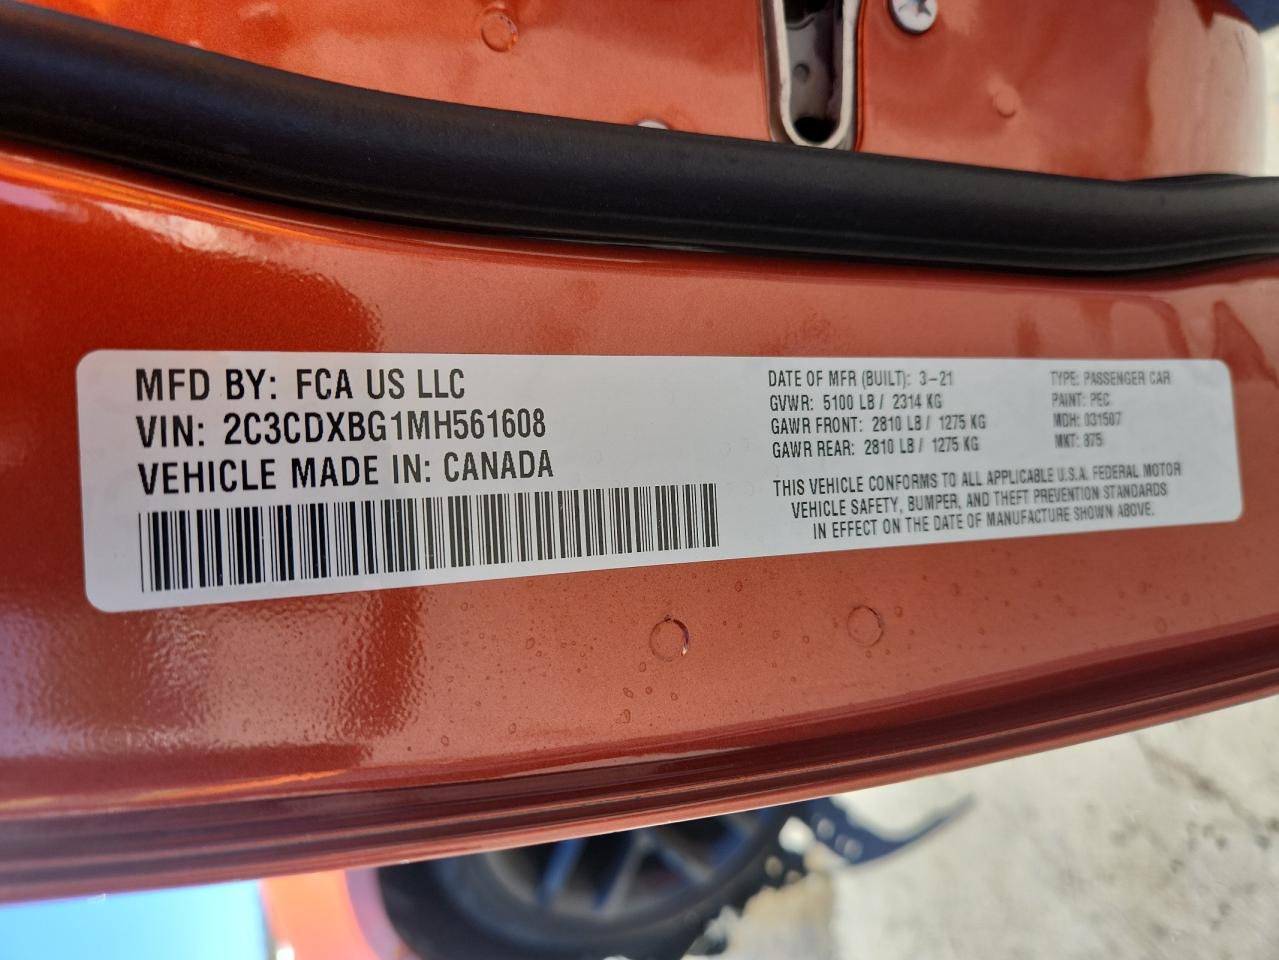 MFD BY: FCA US LLC
VIN: 2C3CDXBG1MH561608
VEHICLE MADE IN: CANADA
DATE OF MFR (BUILT): 3-21
GVWR: 5100 LB / 2314 KG
GAWR FRONT: 2810 LB / 1275 KG
GAWR REAR: 2810 LB / 1275 KG
TYPE: PASSENGER CAR
PAINT: PEC
MDH: 031507
MKT: 875
THIS VEHICLE CONFORMS TO ALL APPLICABLE U.S.A. FEDERAL MOTOR
VEHICLE SAFETY, BUMPER, AND THEFT PREVENTION STANDARDS
IN EFFECT ON THE DATE OF MANUFACTURE SHOWN ABOVE.